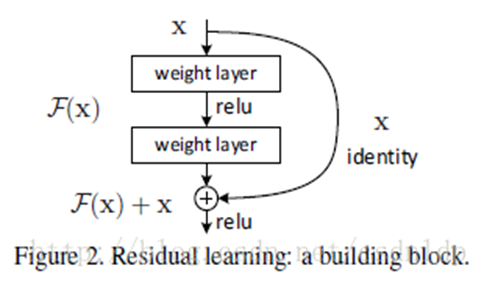 x
weight layer
relu
F(x)
weight layer
x
identity
F(x) + x
+
relu
Figure 2. Residual learning: a building block.